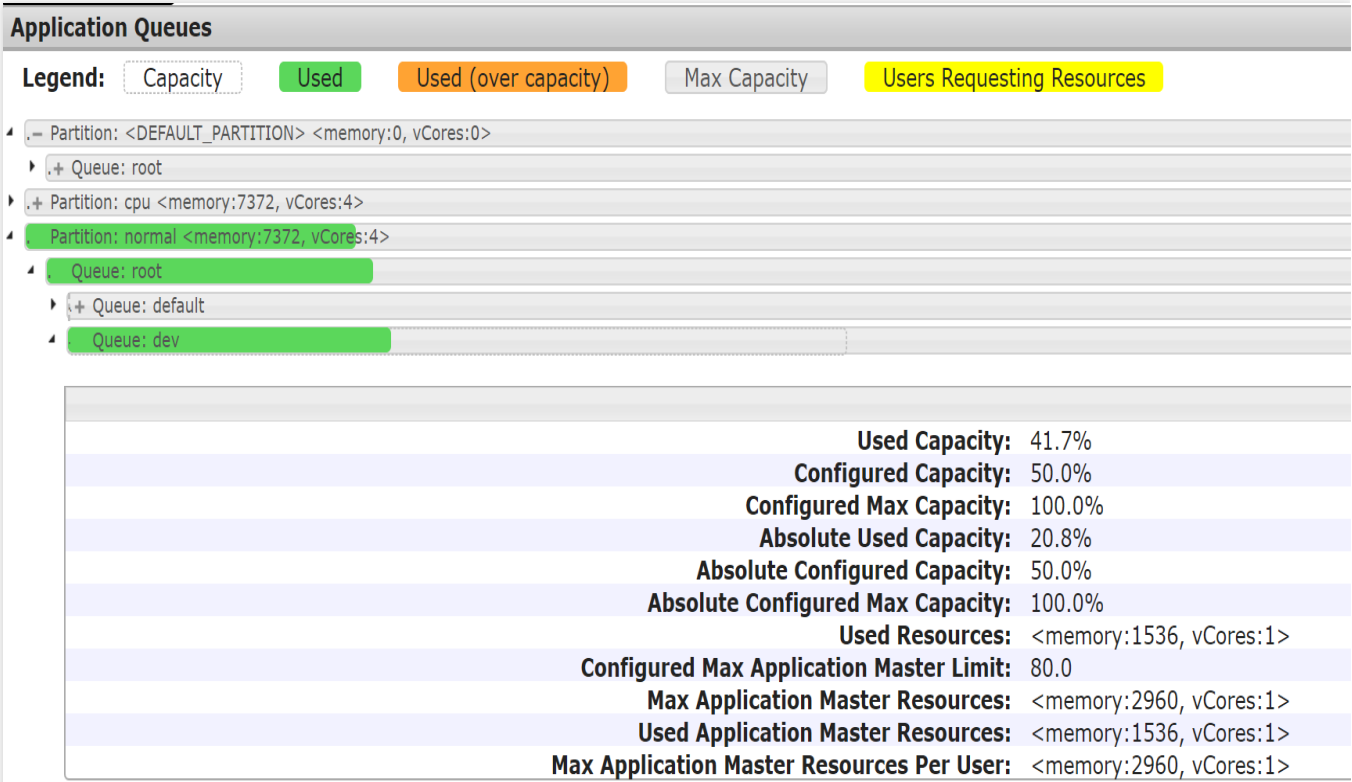 Application Queues
Legend: Capacity Used Used (over capacity) Max Capacity Users Requesting Resources
.− Partition: <DEFAULT_PARTITION> <memory:0, vCores:0>
.+ Queue: root
.+ Partition: cpu <memory:7372, vCores:4>
. Partition: normal <memory:7372, vCores:4>
. Queue: root
+ Queue: default
. Queue: dev
Used Capacity: 41.7%
Configured Capacity: 50.0%
Configured Max Capacity: 100.0%
Absolute Used Capacity: 20.8%
Absolute Configured Capacity: 50.0%
Absolute Configured Max Capacity: 100.0%
Used Resources: <memory:1536, vCores:1>
Configured Max Application Master Limit: 80.0
Max Application Master Resources: <memory:2960, vCores:1>
Used Application Master Resources: <memory:1536, vCores:1>
Max Application Master Resources Per User: <memory:2960, vCores:1>